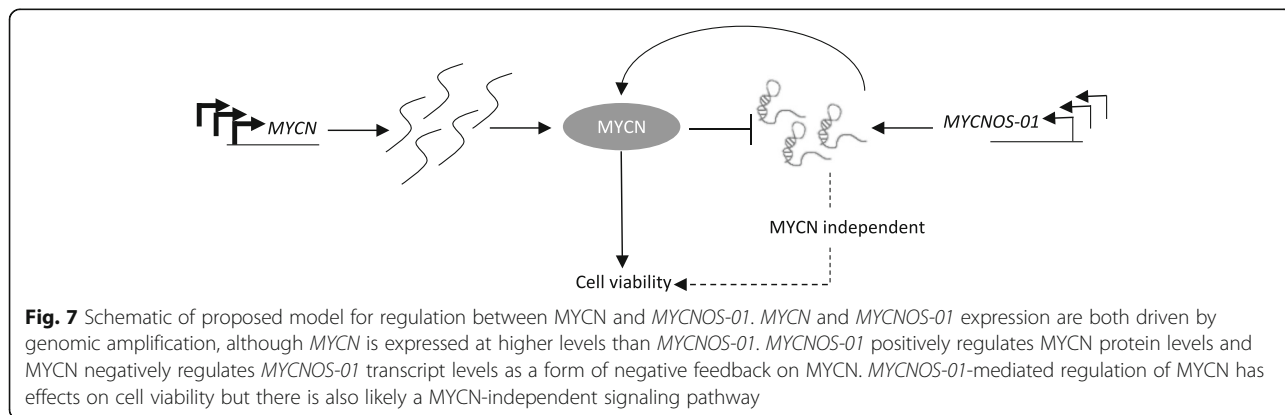 MYCN
MYCN
MYCNOS-01
MYCN independent
Cell viability
Fig. 7 Schematic of proposed model for regulation between MYCN and MYCNOS-01. MYCN and MYCNOS-01 expression are both driven by
genomic amplification, although MYCN is expressed at higher levels than MYCNOS-01. MYCNOS-01 positively regulates MYCN protein levels and
MYCN negatively regulates MYCNOS-01 transcript levels as a form of negative feedback on MYCN. MYCNOS-01-mediated regulation of MYCN has
effects on cell viability but there is also likely a MYCN-independent signaling pathway